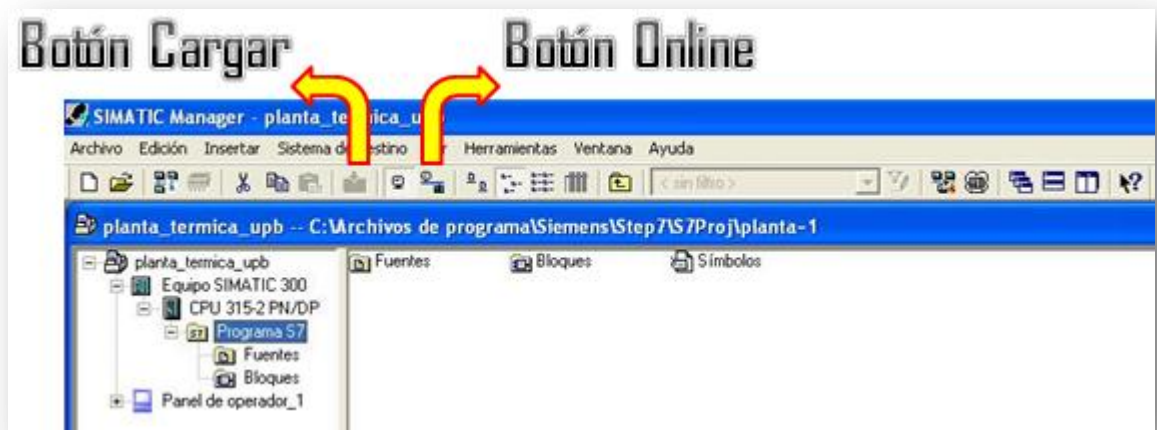 Botón Cargar Botón Online
SIMATIC Manager - planta_te
Archivo Edición Insertar Sistema de Herramientas Ventana Ayuda
< sin filtro >
planta_termica_upb -- C:\Archivos de programa\Siemens\Step7\S7Proj\planta-1
planta_termica_upb Fuentes Bloques Símbolos
Equipo SIMATIC 300
CPU 315-2 PN/DP
Programa S7
Fuentes
Bloques
Panel de operador_1